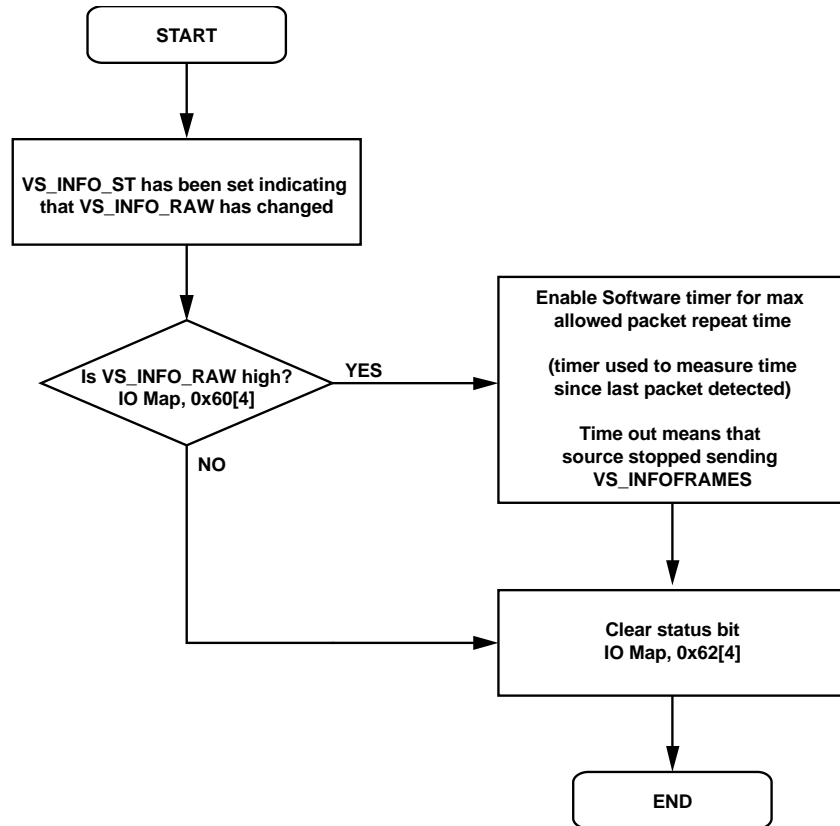 START
VS_INFO_ST has been set indicating
that VS_INFO_RAW has changed
Is VS_INFO_RAW high?
IO Map, 0x60[4]
YES
NO
Enable Software timer for max
allowed packet repeat time
(timer used to measure time
since last packet detected)
Time out means that
source stopped sending
VS_INFOFRAMES
Clear status bit
IO Map, 0x62[4]
END